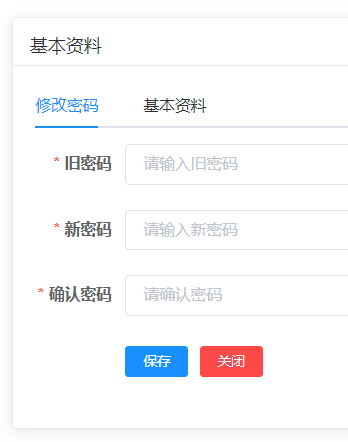 基本资料
修改密码 基本资料
* 旧密码 请输入旧密码
* 新密码 请输入新密码
* 确认密码 请确认密码
保存 关闭